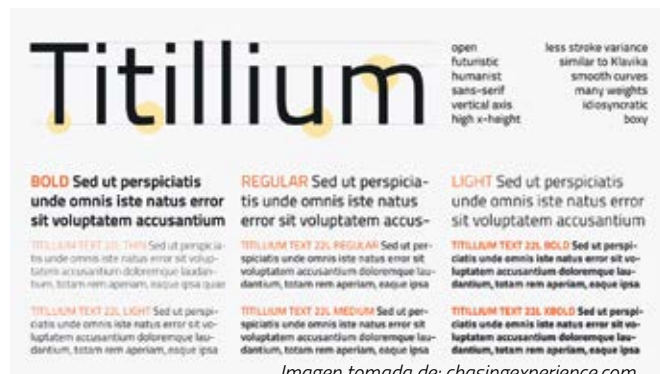 Titillium
open
futuristic
humanist
sans-serif
vertical axis
high x-height
less stroke variance
similar to Klavika
smooth curves
many weights
idiosyncratic
boxy
BOLD Sed ut perspiciatis
unde omnis iste natus error
sit voluptatem accusantium
REGULAR Sed ut perspicia-
tis unde omnis iste natus
error sit voluptatem accus-
LIGHT Sed ut perspiciatis
unde omnis iste natus error
sit voluptatem accusantium
TITILLIUM TEXT 22L THIN Sed ut perspicia-
tis unde omnis iste natus error sit volup-
tatem accusantium doloremque laudan-
tium, totam rem aperiam, eaque ipsa quae
TITILLIUM TEXT 22L REGULAR Sed ut per-
spiciatis unde omnis iste natus error sit
voluptatem accusantium doloremque lau-
dantium, totam rem aperiam, eaque ipsa
TITILLIUM TEXT 22L BOLD Sed ut perspi-
ciatis unde omnis iste natus error sit vo-
luptatem accusantium doloremque lau-
dantium, totam rem aperiam, eaque ipsa
TITILLIUM TEXT 22L LIGHT Sed ut perspi-
ciatis unde omnis iste natus error sit vo-
luptatem accusantium doloremque lau-
dantium, totam rem aperiam, eaque ipsa
TITILLIUM TEXT 22L MEDIUM Sed ut per-
spiciatis unde omnis iste natus error sit
voluptatem accusantium doloremque lau-
dantium, totam rem aperiam, eaque ipsa
TITILLIUM TEXT 22L XBOLD Sed ut perspi-
ciatis unde omnis iste natus error sit vo-
luptatem accusantium doloremque lau-
dantium, totam rem aperiam, eaque ipsa
Imagen tomada de: chasingexperience.com